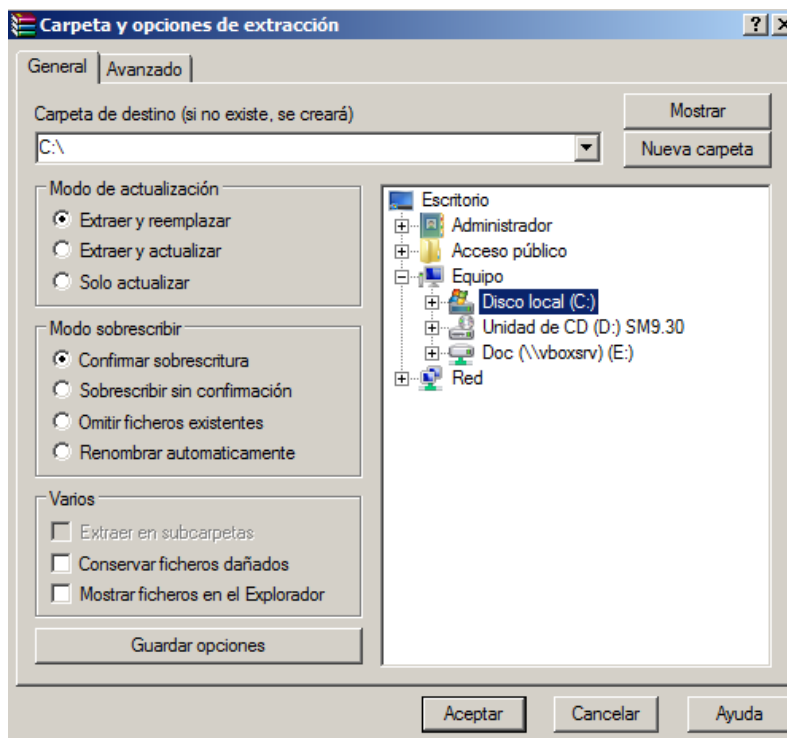 Carpeta y opciones de extracción
General
Avanzado
Carpeta de destino (si no existe, se creará)
Mostrar
C:\
Nueva carpeta
Modo de actualización
Extraer y reemplazar
Extraer y actualizar
Solo actualizar
Modo sobrescribir
Confirmar sobrescritura
Sobrescribir sin confirmación
Omitir ficheros existentes
Renombrar automaticamente
Varios
Extraer en subcarpetas
Conservar ficheros dañados
Mostrar ficheros en el Explorador
Guardar opciones
Escritorio
Administrador
Acceso público
Equipo
Disco local (C:)
Unidad de CD (D:) SM9.30
Doc (\\vboxsrv) (E:)
Red
Aceptar
Cancelar
Ayuda